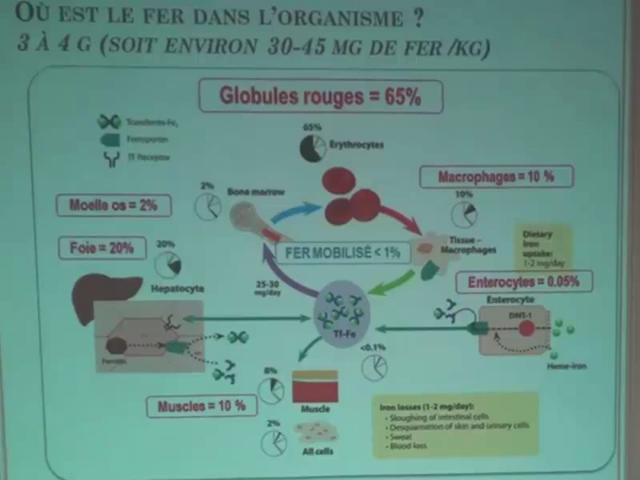 OÙ EST LE FER DANS L'ORGANISME ?
3 À 4 G (SOIT ENVIRON 30-45 MG DE FER /KG)
Globules rouges = 65%
Transferrin-Fe₂
Ferroportin
Tf Receptor
65%
Erythrocytes
Macrophages = 10 %
10%
2%
Bone marrow
Moelle os = 2%
Tissue –
Macrophages
Dietary
iron
uptake:
1-2 mg/day
Foie = 20%
20%
FER MOBILISÉ < 1%
Hepatocyte
25-30
mg/day
Enterocytes = 0.05%
Enterocyte
DMT-1
Tf-Fe
Heme-iron
Ferritin
<0.1%
8%
Muscles = 10 %
Muscle
2%
All cells
Iron losses (1-2 mg/day):
• Sloughing of intestinal cells
• Desquamation of skin and urinary cells
• Sweat
• Blood loss